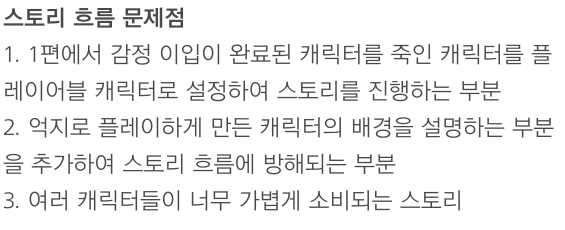 스토리 흐름 문제점
1. 1편에서 감정 이입이 완료된 캐릭터를 죽인 캐릭터를 플
레이어블 캐릭터로 설정하여 스토리를 진행하는 부분
2. 억지로 플레이하게 만든 캐릭터의 배경을 설명하는 부분
을 추가하여 스토리 흐름에 방해되는 부분
3. 여러 캐릭터들이 너무 가볍게 소비되는 스토리